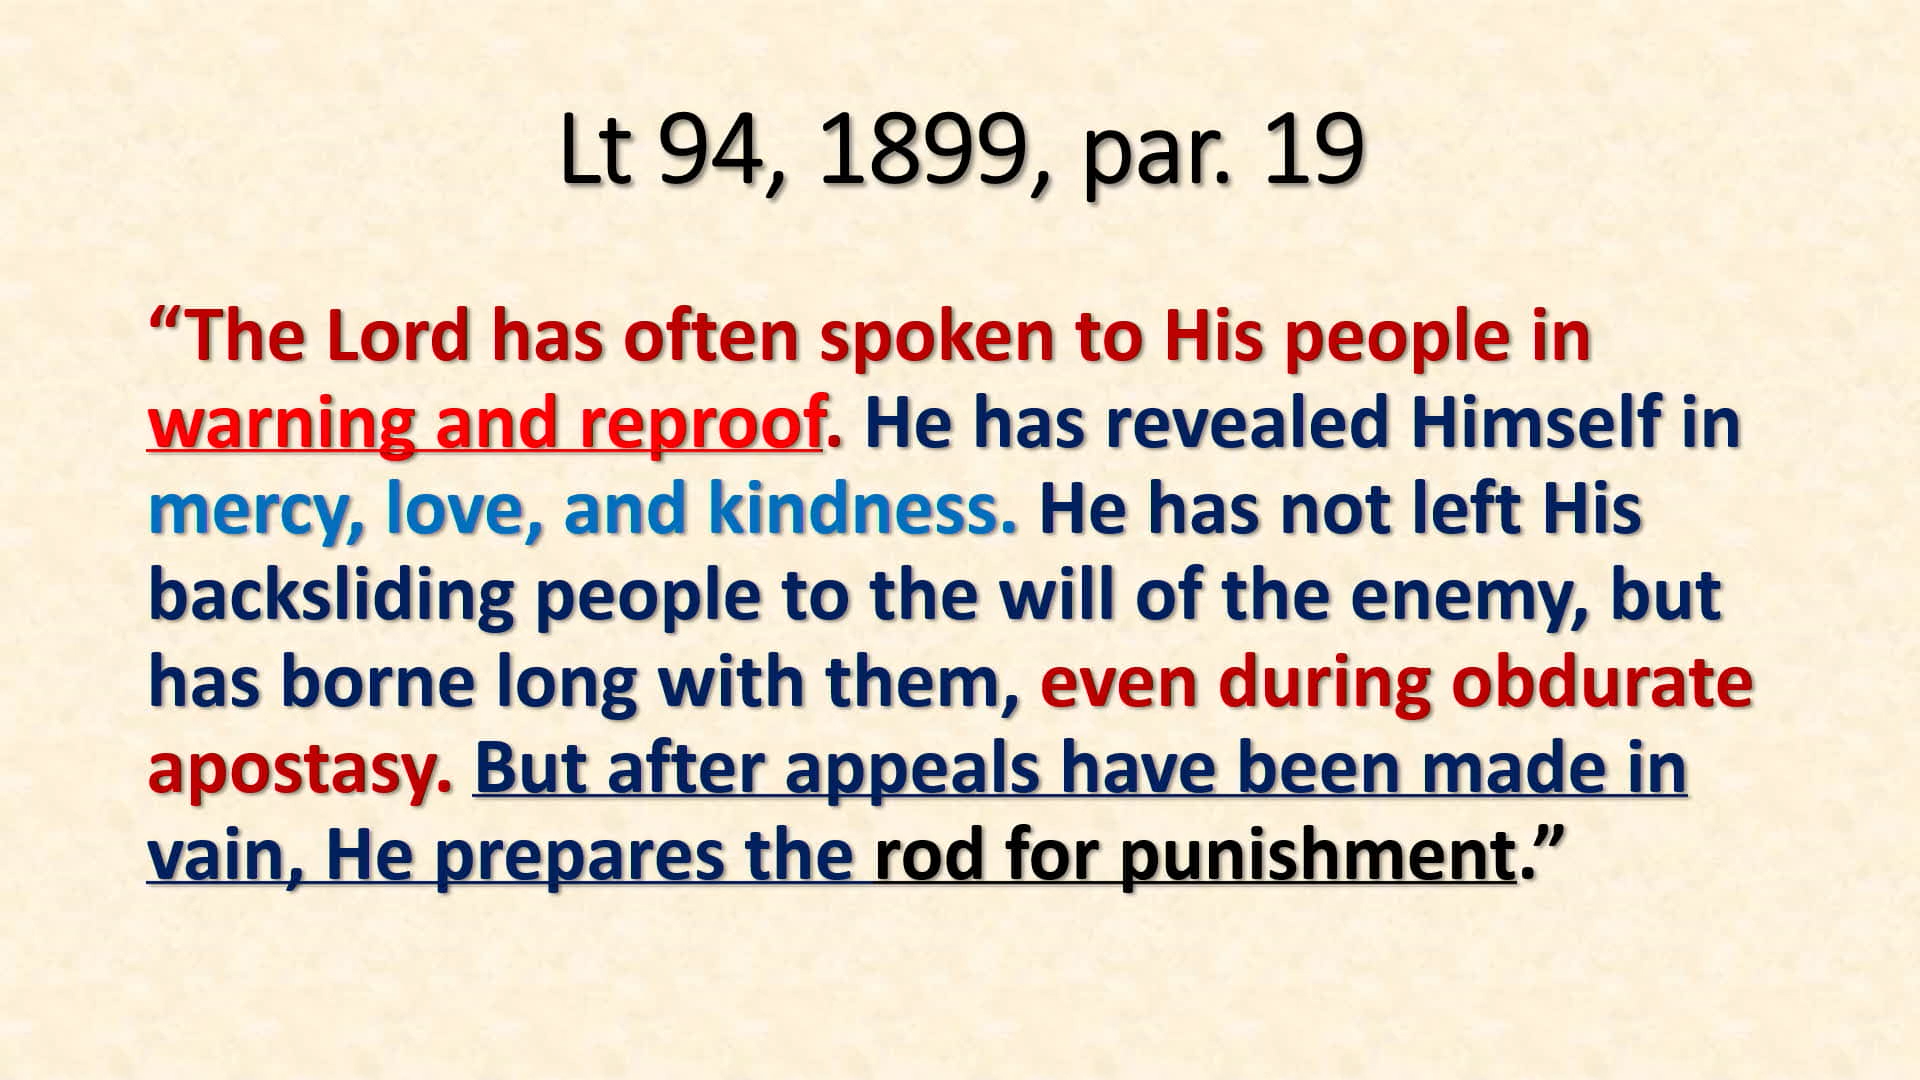 Lt 94, 1899, par. 19
“The Lord has often spoken to His people in
warning and reproof. He has revealed Himself in
mercy, love, and kindness. He has not left His
backsliding people to the will of the enemy, but
has borne long with them, even during obdurate
apostasy. But after appeals have been made in
vain, He prepares the rod for punishment.”